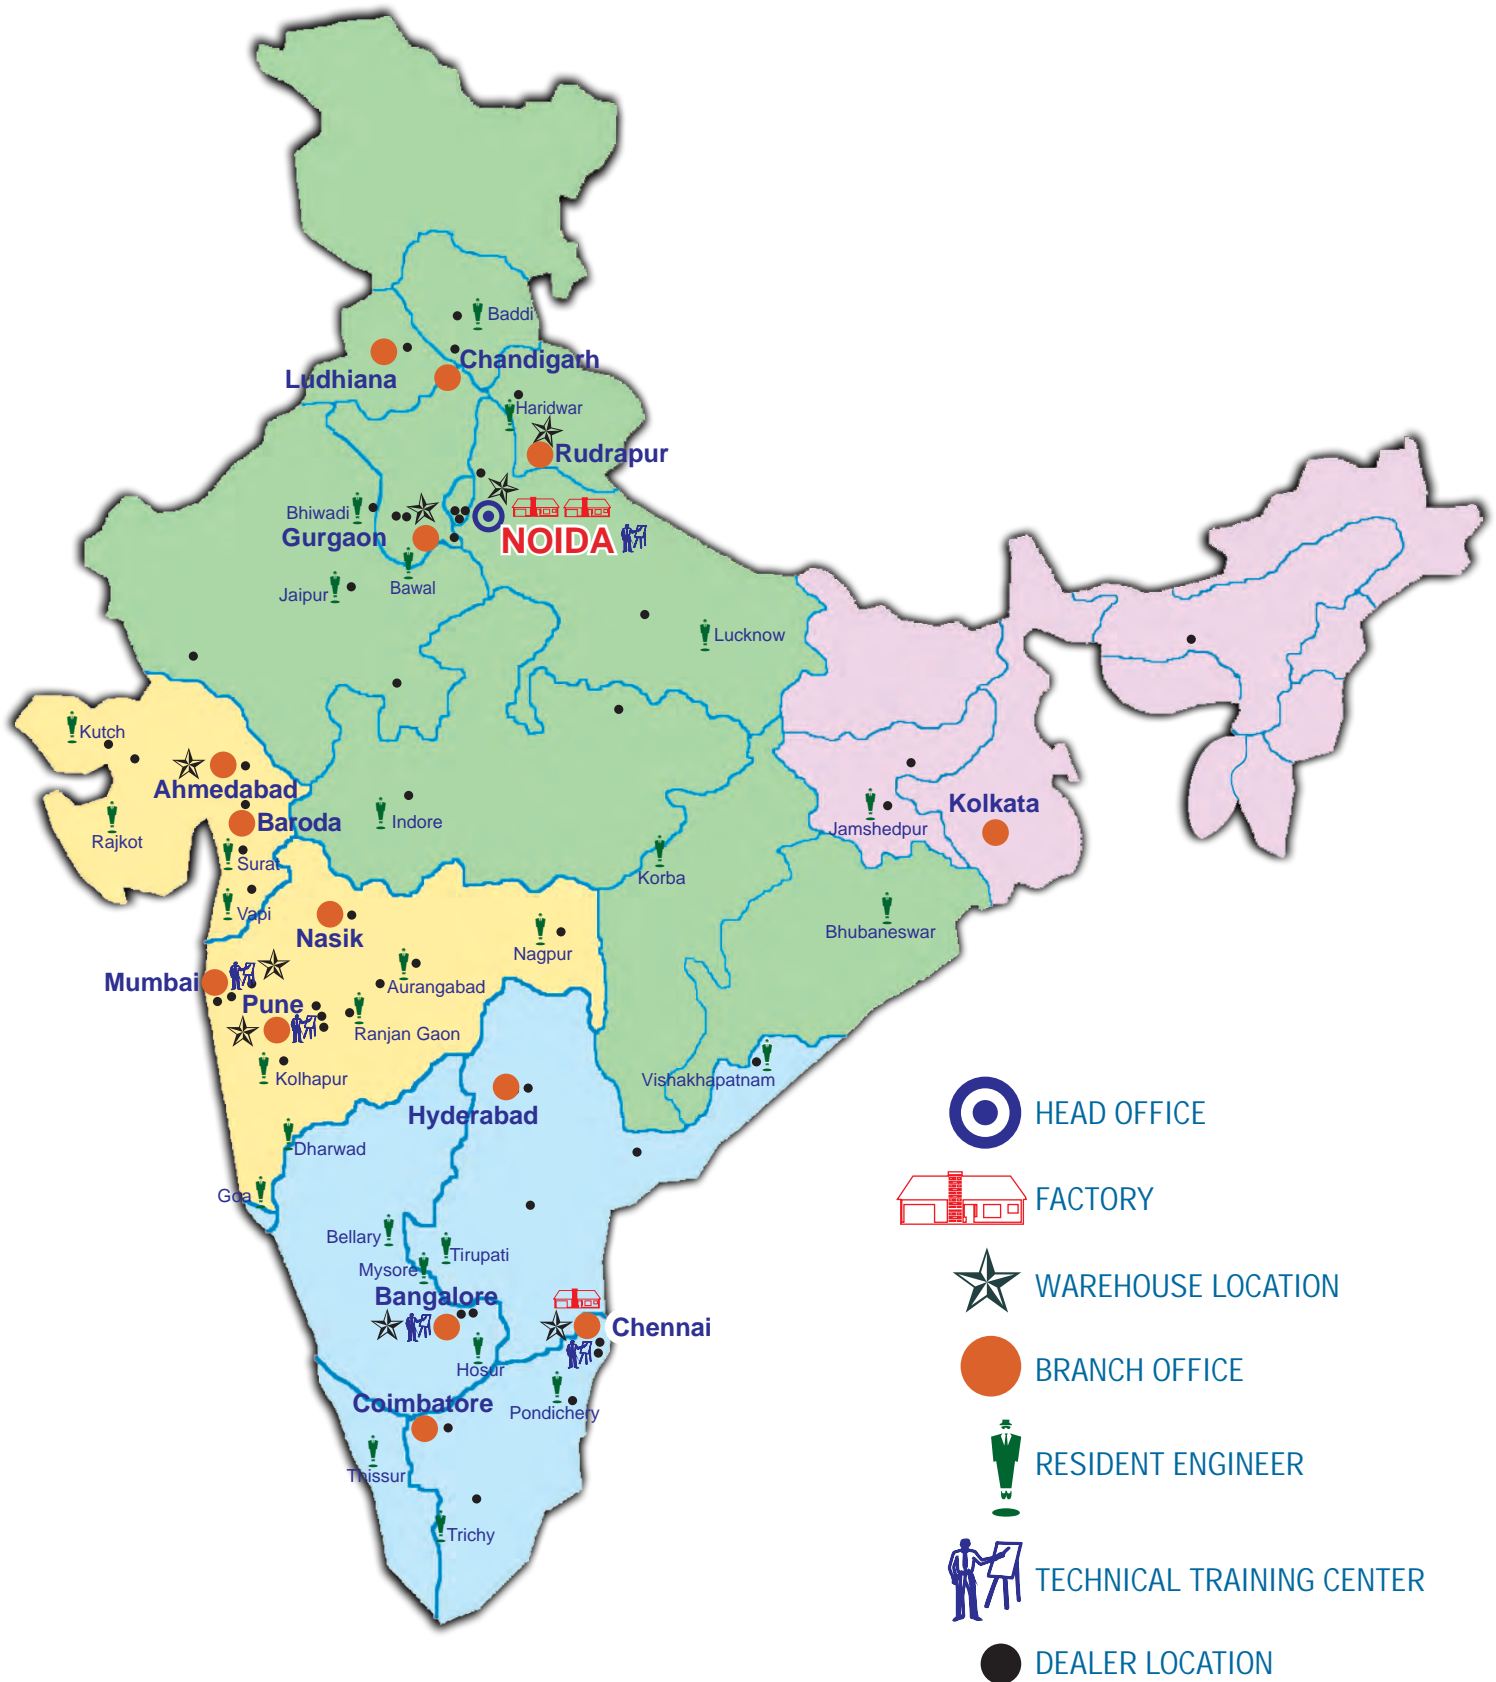 Baddi
Chandigarh
Ludhiana
Haridwar
Rudrapur
Bhiwadi
Gurgaon
NOIDA
Jaipur
Bawal
Lucknow
Kutch
Ahmedabad
Baroda
Rajkot
Indore
Surat
Vapi
Korba
Jamshedpur
Kolkata
Bhubaneswar
Nasik
Nagpur
Mumbai
Aurangabad
Pune
Ranjan Gaon
Kolhapur
Vishakhapatnam
Hyderabad
Dharwad
Goa
Bellary
Tirupati
Mysore
Bangalore
Chennai
Hosur
Coimbatore
Pondichery
Thissur
Trichy
HEAD OFFICE
FACTORY
WAREHOUSE LOCATION
BRANCH OFFICE
RESIDENT ENGINEER
TECHNICAL TRAINING CENTER
DEALER LOCATION